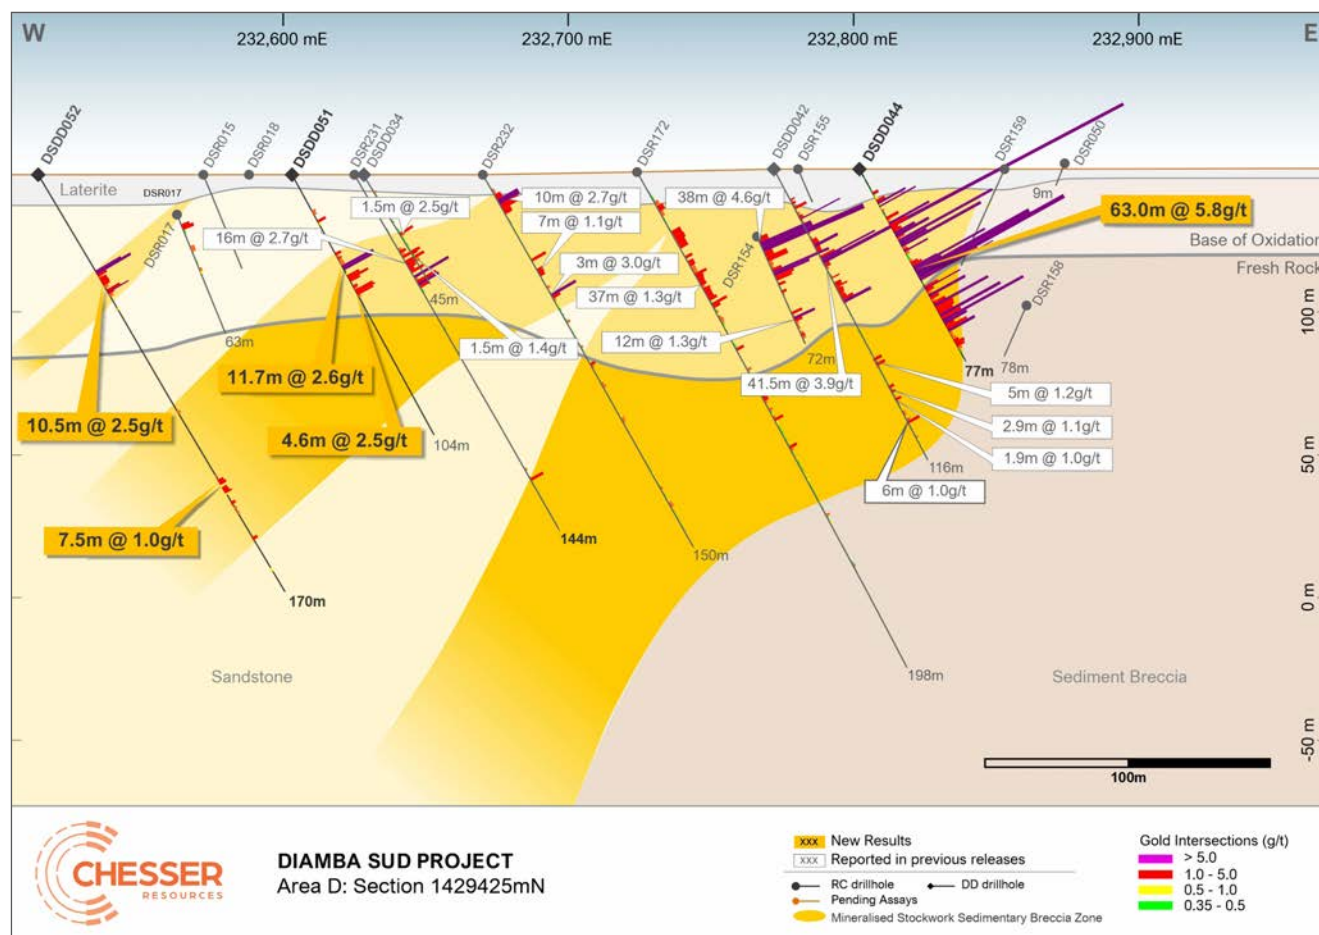 W
232,600 mE
232,700 mE
232,800 mE
232,900 mE
E
DSDD052
DSR015
DSR018
DSDD051
DSR231
DSDD034
DSR232
DSR172
DSDD042
DSR155
DSDD044
DSR159
DSR050
Laterite
DSR017
DSR017
1.5m @ 2.5g/t
16m @ 2.7g/t
10m @ 2.7g/t
7m @ 1.1g/t
3m @ 3.0g/t
37m @ 1.3g/t
38m @ 4.6g/t
DSR154
9m
63.0m @ 5.8g/t
Base of Oxidation
Fresh Rock
DSR158
100 m
45m
63m
1.5m @ 1.4g/t
12m @ 1.3g/t
72m
41.5m @ 3.9g/t
77m
78m
11.7m @ 2.6g/t
10.5m @ 2.5g/t
4.6m @ 2.5g/t
104m
5m @ 1.2g/t
2.9m @ 1.1g/t
1.9m @ 1.0g/t
50 m
116m
6m @ 1.0g/t
7.5m @ 1.0g/t
144m
150m
170m
0 m
198m
Sandstone
Sediment Breccia
-50 m
100m
CHESSER
RESOURCES
DIAMBA SUD PROJECT
Area D: Section 1429425mN
XXX New Results
XXX Reported in previous releases
RC drillhole
DD drillhole
Pending Assays
Mineralised Stockwork Sedimentary Breccia Zone
Gold Intersections (g/t)
> 5.0
1.0 - 5.0
0.5 - 1.0
0.35 - 0.5